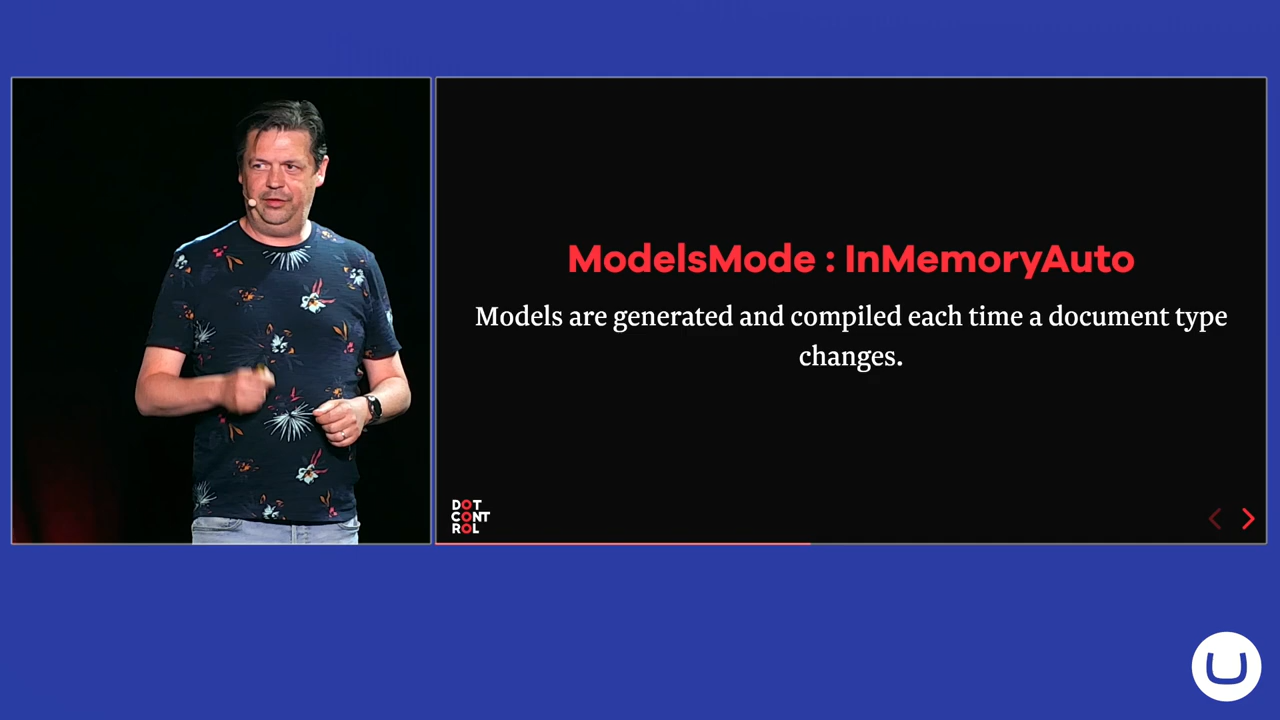 ModelsMode : InMemoryAuto
Models are generated and compiled each time a document type
changes.
DOT
CONT
ROL